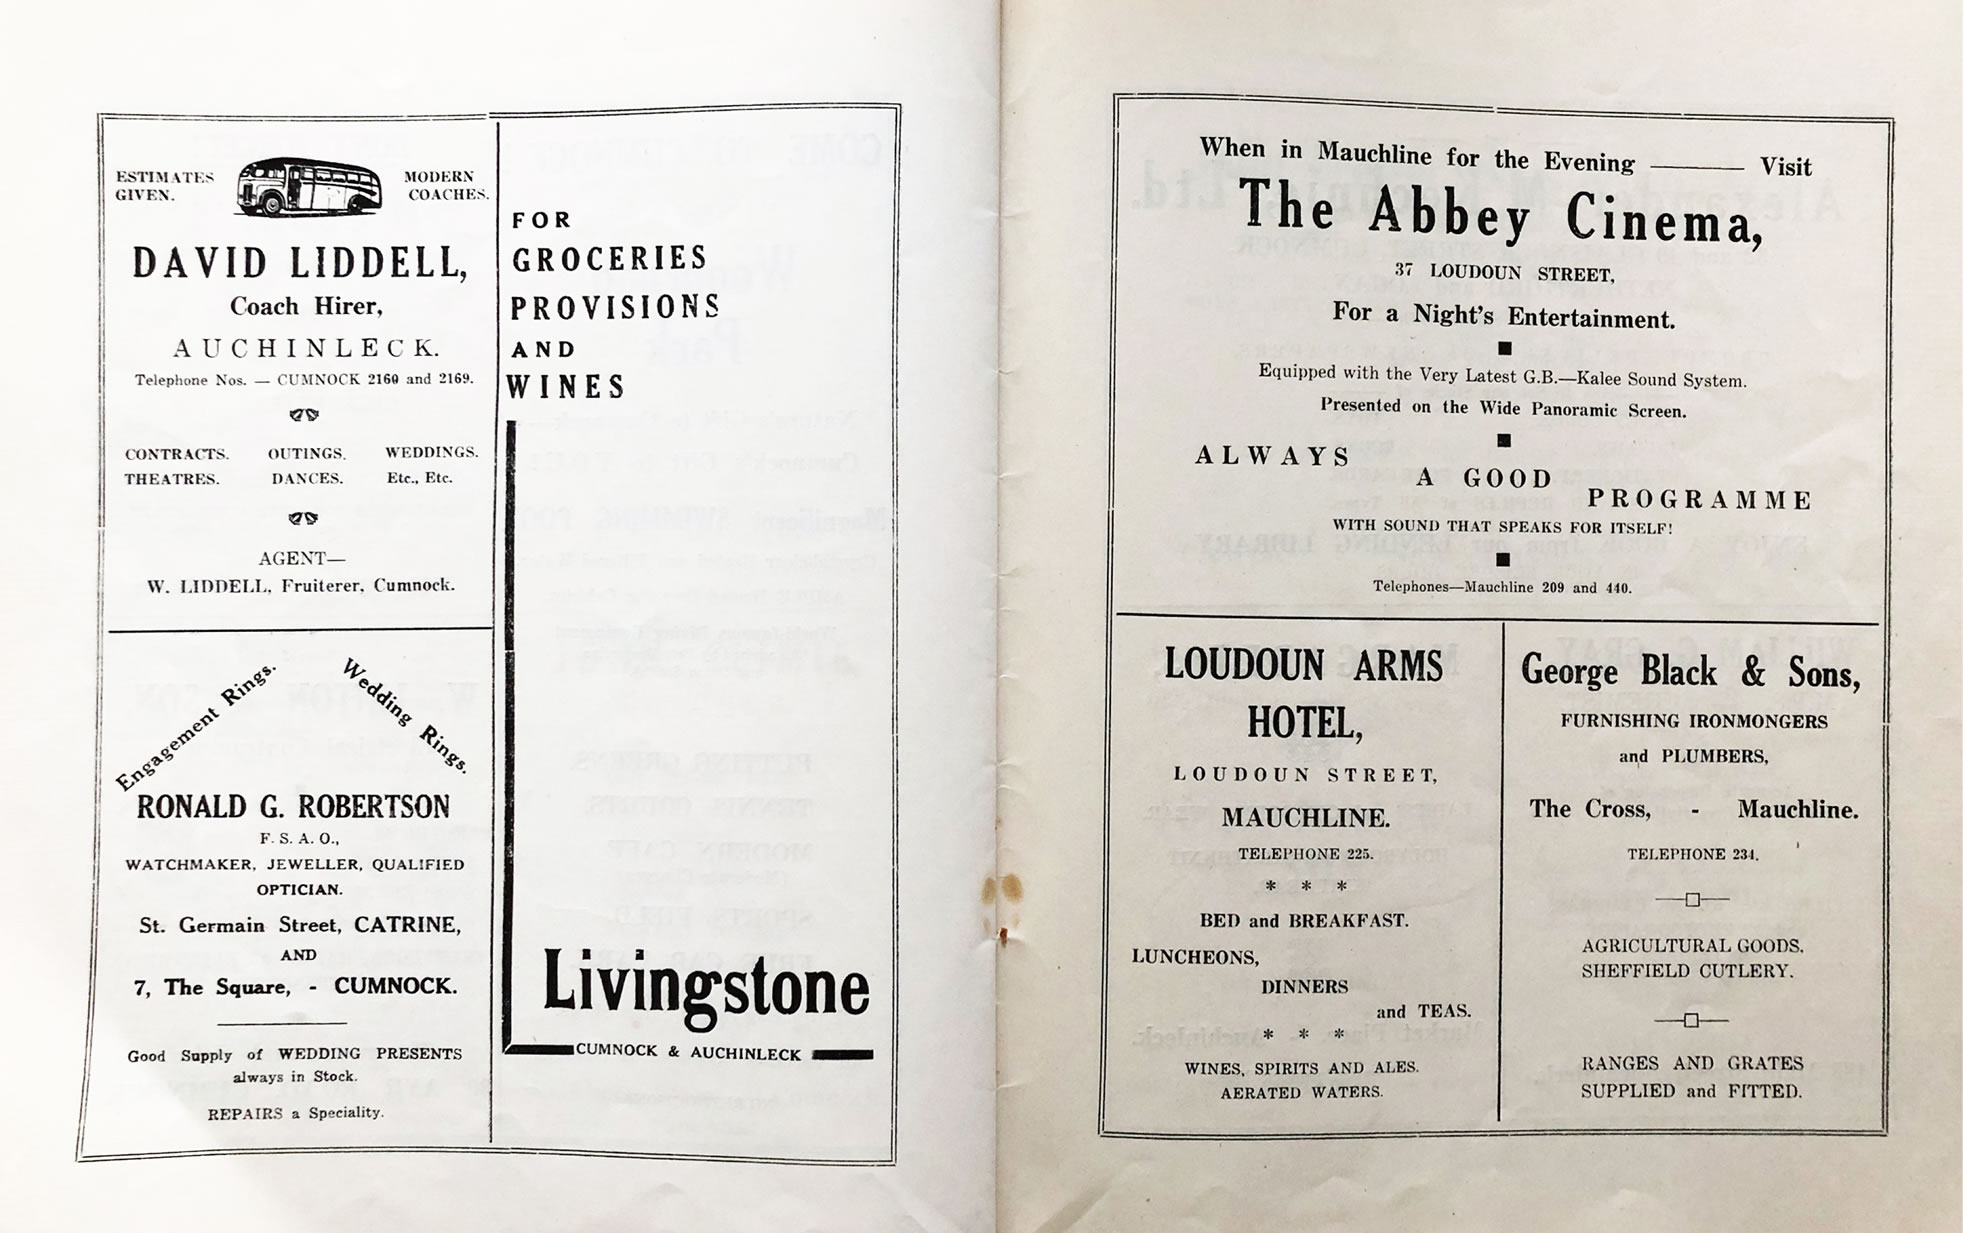 ESTIMATES GIVEN.
MODERN COACHES.
DAVID LIDDELL,
Coach Hirer,
AUCHINLECK.
Telephone Nos. — CUMNOCK 2160 and 2169.
CONTRACTS. OUTINGS. WEDDINGS.
THEATRES. DANCES. Etc., Etc.
AGENT—
W. LIDDELL, Fruiterer, Cumnock.
Engagement Rings.
Wedding Rings.
RONALD G. ROBERTSON
F. S. A. O.,
WATCHMAKER, JEWELLER, QUALIFIED
OPTICIAN.
St. Germain Street, CATRINE,
AND
7, The Square, - CUMNOCK.
Good Supply of WEDDING PRESENTS
always in Stock.
REPAIRS a Speciality.
FOR
GROCERIES
PROVISIONS
AND
WINES
Livingstone
CUMNOCK & AUCHINLECK
When in Mauchline for the Evening ——— Visit
The Abbey Cinema,
37 LOUDOUN STREET,
For a Night's Entertainment.
Equipped with the Very Latest G.B.—Kalee Sound System.
Presented on the Wide Panoramic Screen.
ALWAYS
A GOOD
PROGRAMME
WITH SOUND THAT SPEAKS FOR ITSELF!
Telephones—Mauchline 209 and 440.
LOUDOUN ARMS
HOTEL,
LOUDOUN STREET,
MAUCHLINE.
TELEPHONE 225.
* * *
BED and BREAKFAST.
LUNCHEONS,
DINNERS
and TEAS.
* * *
WINES, SPIRITS AND ALES.
AERATED WATERS.
George Black & Sons,
FURNISHING IRONMONGERS
and PLUMBERS,
The Cross, - Mauchline.
TELEPHONE 234.
AGRICULTURAL GOODS.
SHEFFIELD CUTLERY.
RANGES AND GRATES
SUPPLIED and FITTED.